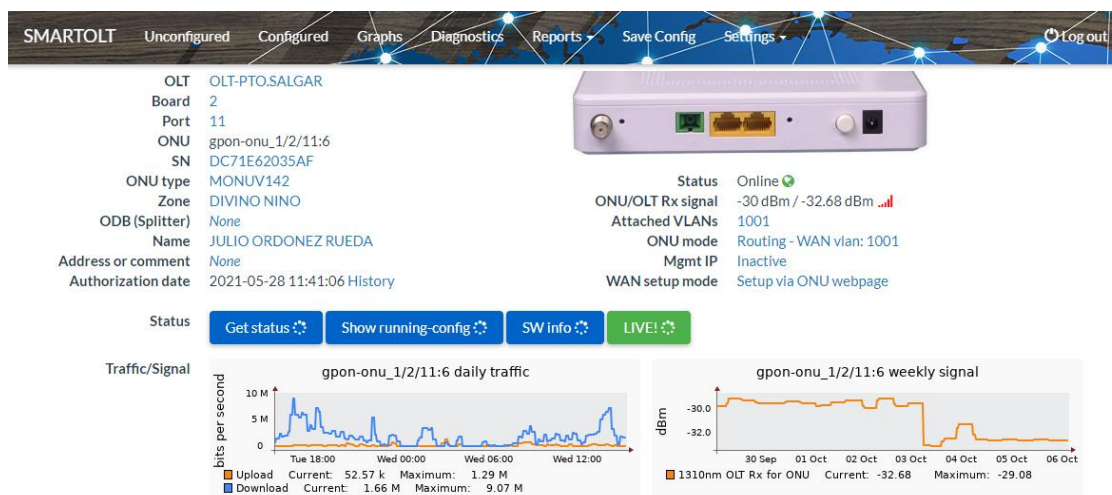 SMARTOLT Unconfigured Configured Graphs Diagnostics Reports Save Config Settings Log out
OLT OLT-PTO.SALGAR
Board 2
Port 11
ONU gpon-onu_1/2/11:6
SN DC71E62035AF
ONU type MONUV142
Zone DIVINO NINO
ODB (Splitter) None
Name JULIO ORDONEZ RUEDA
Address or comment None
Authorization date 2021-05-28 11:41:06 History
Status Online
ONU/OLT Rx signal -30 dBm / -32.68 dBm
Attached VLANs 1001
ONU mode Routing - WAN vlan: 1001
Mgmt IP Inactive
WAN setup mode Setup via ONU webpage
Status Get status Show running-config SW info LIVE!
Traffic/Signal
gpon-onu_1/2/11:6 daily traffic
bits per second
10 M
5 M
0
Tue 18:00 Wed 00:00 Wed 06:00 Wed 12:00
Upload Current: 52.57 k Maximum: 1.29 M
Download Current: 1.66 M Maximum: 9.07 M
gpon-onu_1/2/11:6 weekly signal
dBm
-30.0
-32.0
30 Sep 01 Oct 02 Oct 03 Oct 04 Oct 05 Oct 06 Oct
1310nm OLT Rx for ONU Current: -32.68 Maximum: -29.08